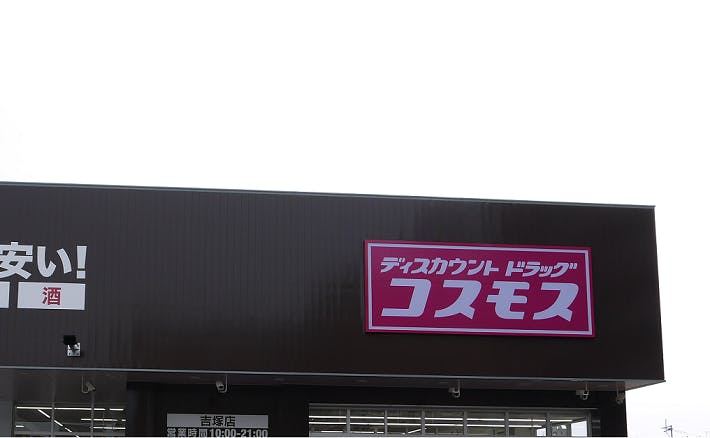 安い!
酒
ディスカウント ドラッグ
コスモス
吉塚店
営業時間10:00-21:00